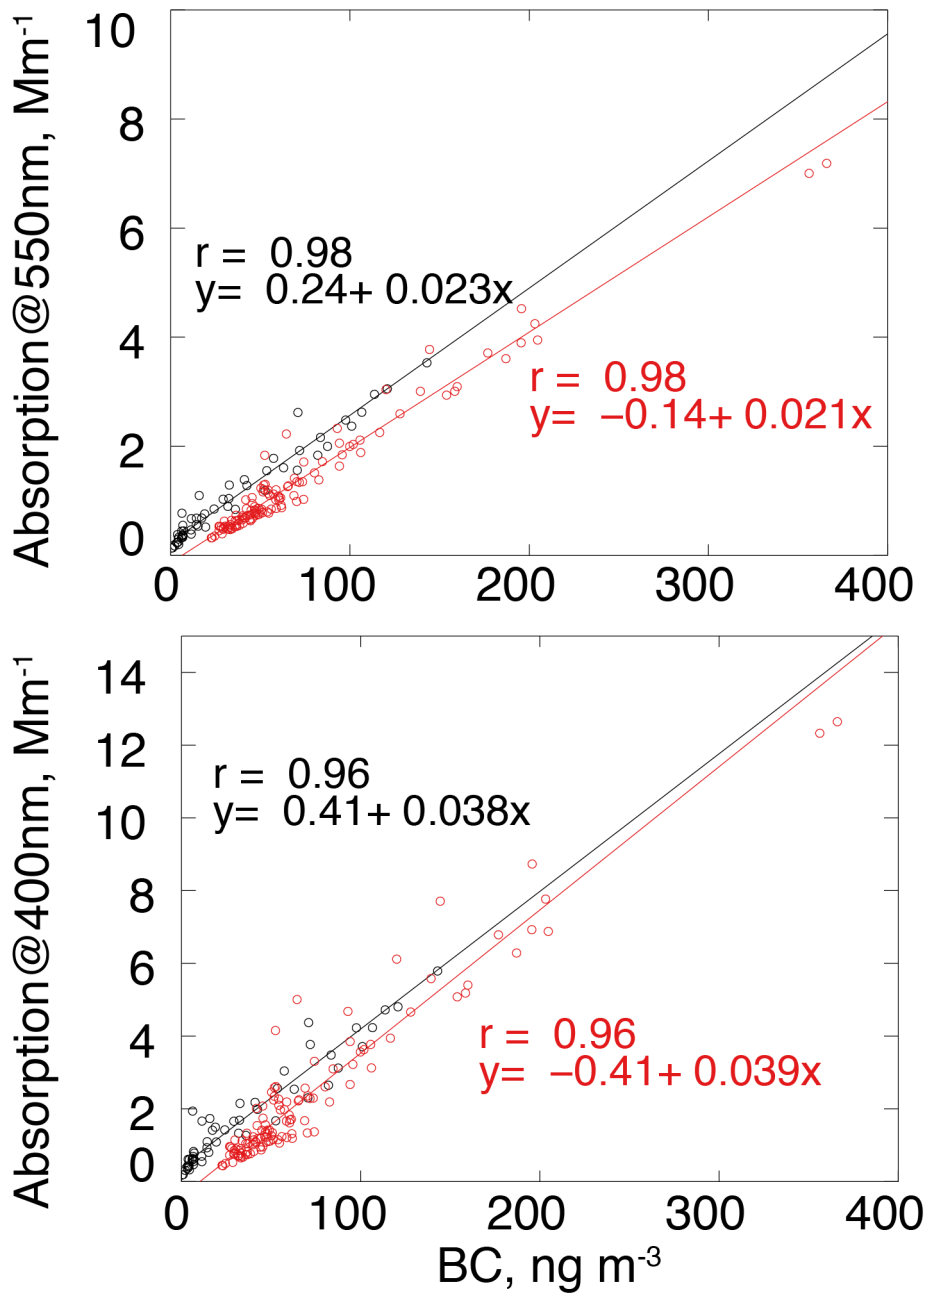 Absorption@550nm, Mm-1
10
8
6
4
2
0
r = 0.98
y= 0.24+ 0.023x
r = 0.98
y= −0.14+ 0.021x
0 100 200 300 400
Absorption@400nm, Mm-1
14
12
10
8
6
4
2
0
r = 0.96
y= 0.41+ 0.038x
r = 0.96
y= −0.41+ 0.039x
0 100 200 300 400
BC, ng m-3